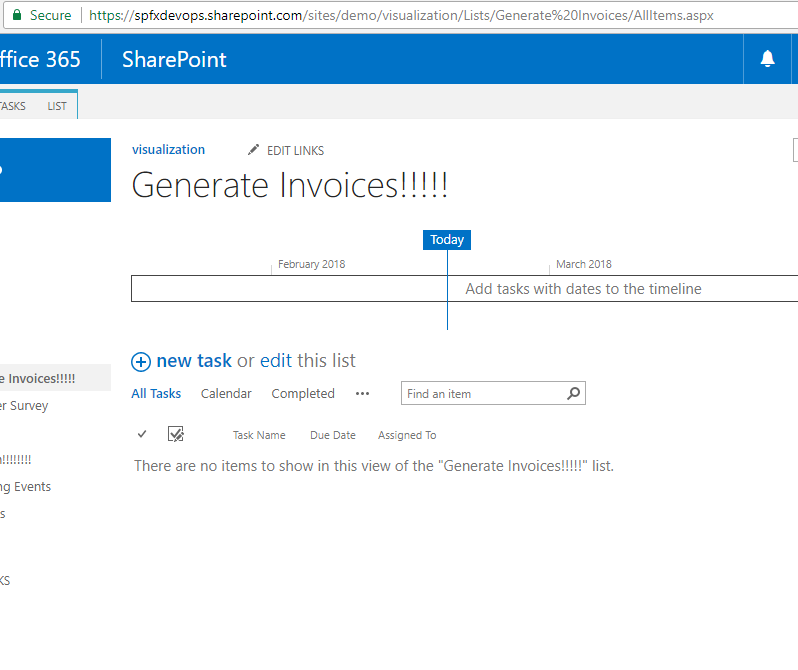 Secure https://spfxdevops.sharepoint.com/sites/demo/visualization/Lists/Generate%20Invoices/AllItems.aspx
ffice 365 SharePoint
TASKS LIST
visualization EDIT LINKS
Generate Invoices!!!!!
Today
February 2018 March 2018
Add tasks with dates to the timeline
new task or edit this list
e Invoices!!!!!
All Tasks Calendar Completed ••• Find an item
er Survey
Task Name Due Date Assigned To
n!!!!!!!!
There are no items to show in this view of the "Generate Invoices!!!!!" list.
ng Events
s
KS